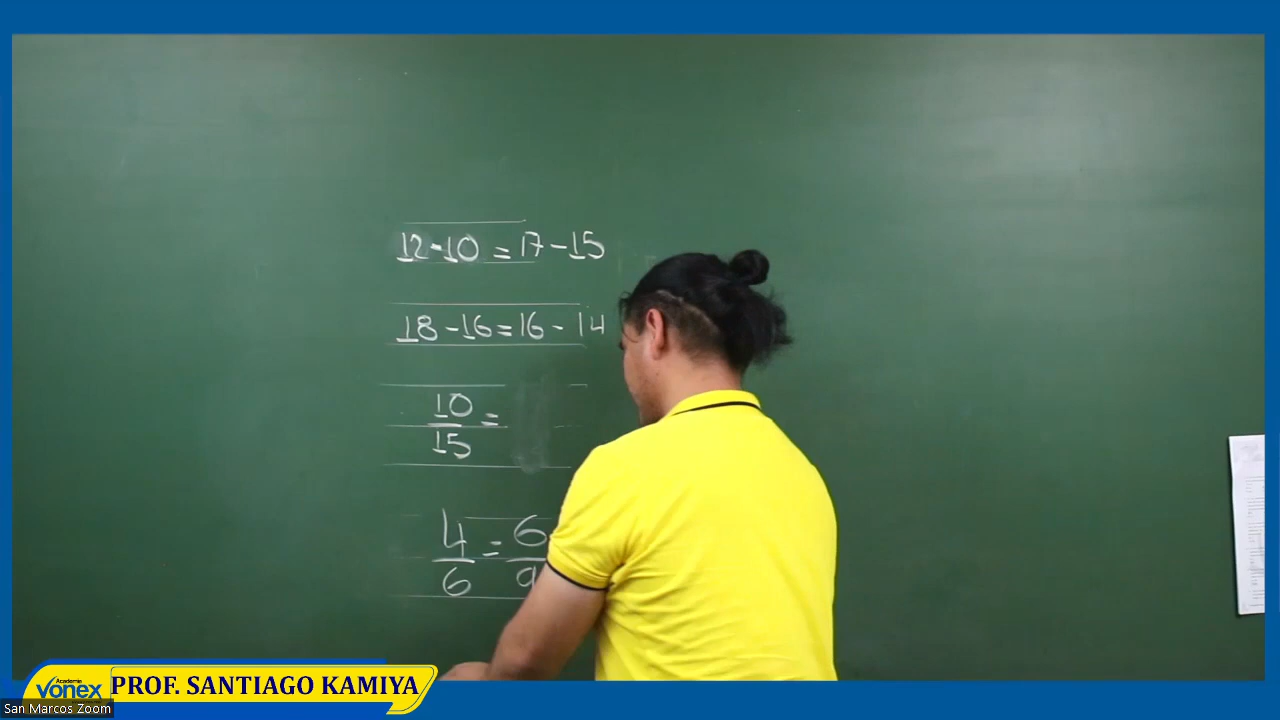 12-10=17-15
18-16=16-14
10/15=
4/6=6/9
Academia
Vonex
PROF. SANTIAGO KAMIYA
San Marcos Zoom